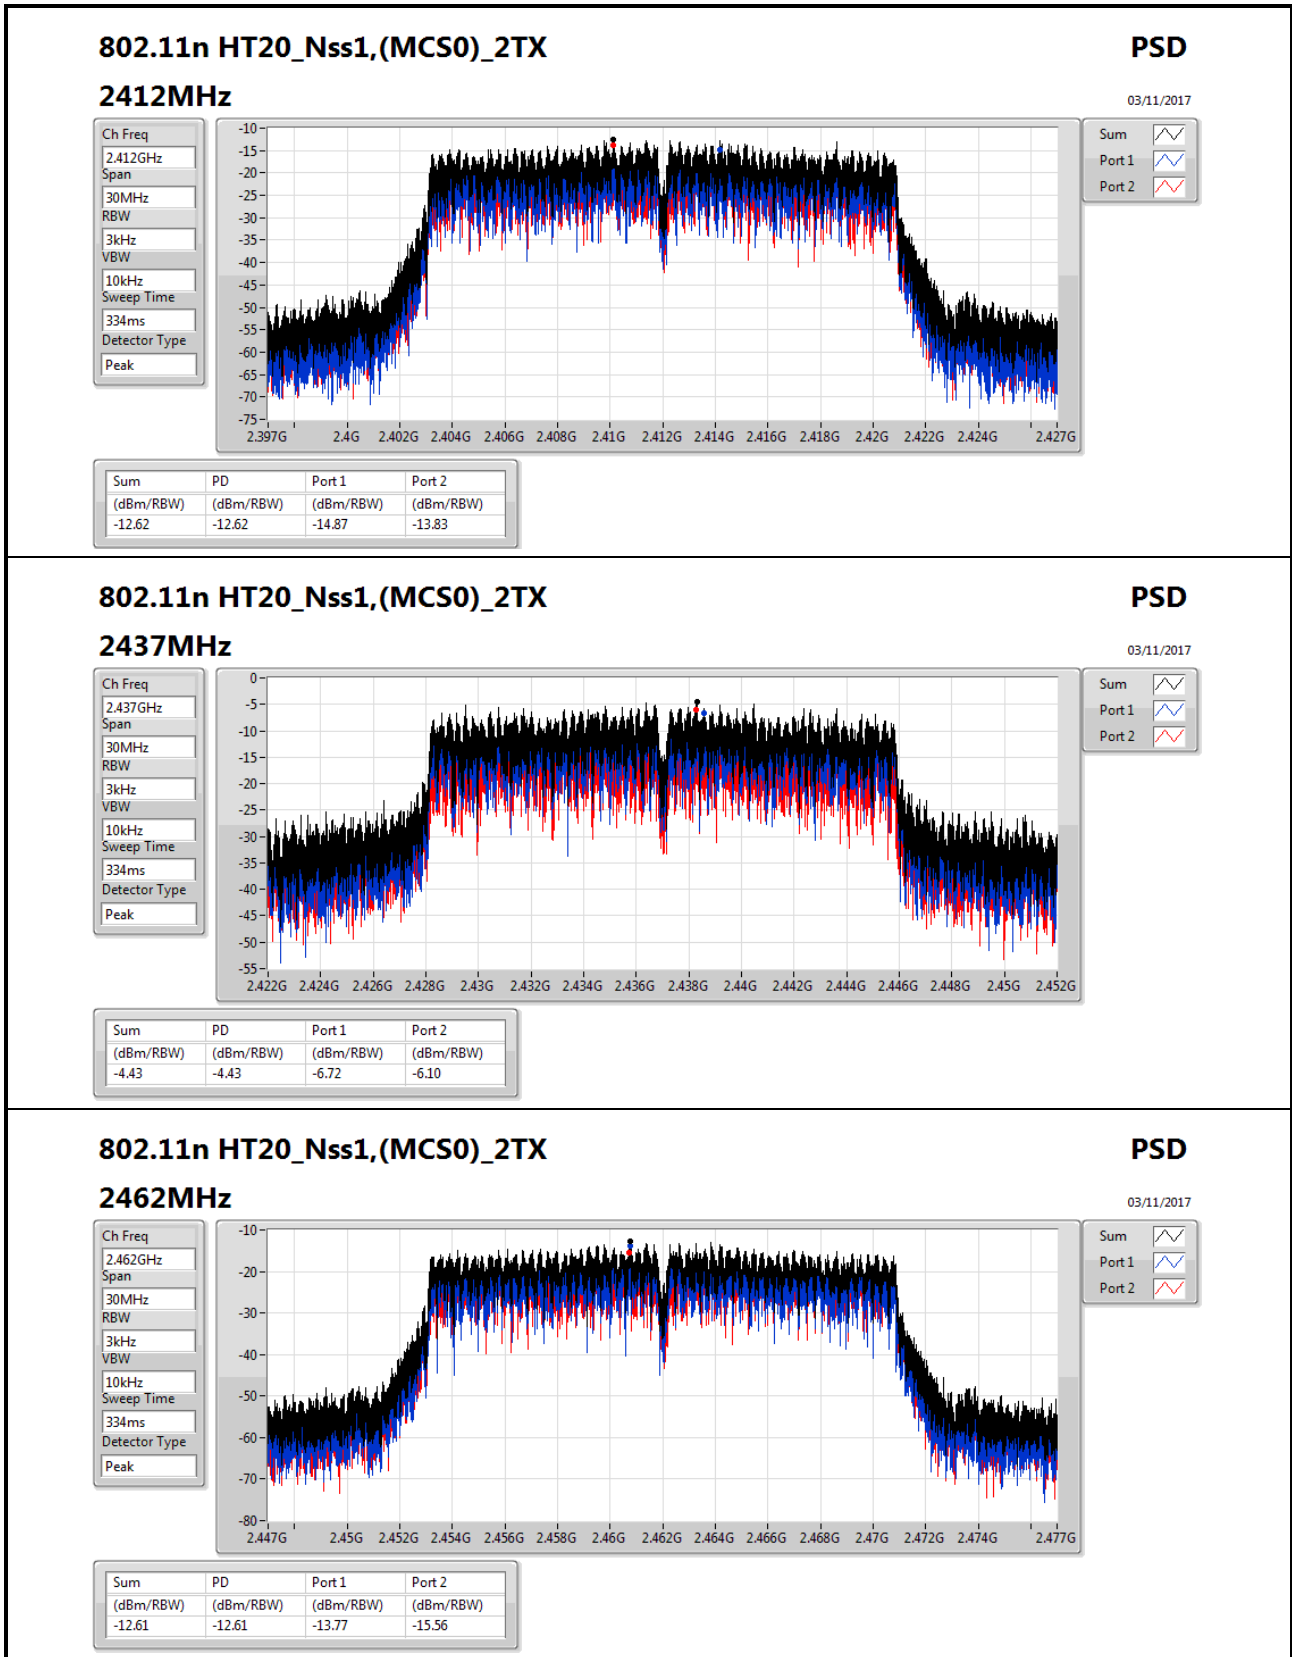 802.11n HT20_Nss1,(MCS0)_2TX PSD
2412MHz 03/11/2017
Ch Freq
2.412GHz
Span
30MHz
RBW
3kHz
VBW
10kHz
Sweep Time
334ms
Detector Type
Peak
-10
-15
-20
-25
-30
-35
-40
-45
-50
-55
-60
-65
-70
-75
2.397G 2.4G 2.402G 2.404G 2.406G 2.408G 2.41G 2.412G 2.414G 2.416G 2.418G 2.42G 2.422G 2.424G 2.427G
Sum
Port 1
Port 2
Sum PD Port 1 Port 2
(dBm/RBW) (dBm/RBW) (dBm/RBW) (dBm/RBW)
-12.62 -12.62 -14.87 -13.83
802.11n HT20_Nss1,(MCS0)_2TX PSD
2437MHz 03/11/2017
Ch Freq
2.437GHz
Span
30MHz
RBW
3kHz
VBW
10kHz
Sweep Time
334ms
Detector Type
Peak
0
-5
-10
-15
-20
-25
-30
-35
-40
-45
-50
-55
2.422G 2.424G 2.426G 2.428G 2.43G 2.432G 2.434G 2.436G 2.438G 2.44G 2.442G 2.444G 2.446G 2.448G 2.45G 2.452G
Sum
Port 1
Port 2
Sum PD Port 1 Port 2
(dBm/RBW) (dBm/RBW) (dBm/RBW) (dBm/RBW)
-4.43 -4.43 -6.72 -6.10
802.11n HT20_Nss1,(MCS0)_2TX PSD
2462MHz 03/11/2017
Ch Freq
2.462GHz
Span
30MHz
RBW
3kHz
VBW
10kHz
Sweep Time
334ms
Detector Type
Peak
-10
-20
-30
-40
-50
-60
-70
-80
2.447G 2.45G 2.452G 2.454G 2.456G 2.458G 2.46G 2.462G 2.464G 2.466G 2.468G 2.47G 2.472G 2.474G 2.477G
Sum
Port 1
Port 2
Sum PD Port 1 Port 2
(dBm/RBW) (dBm/RBW) (dBm/RBW) (dBm/RBW)
-12.61 -12.61 -13.77 -15.56